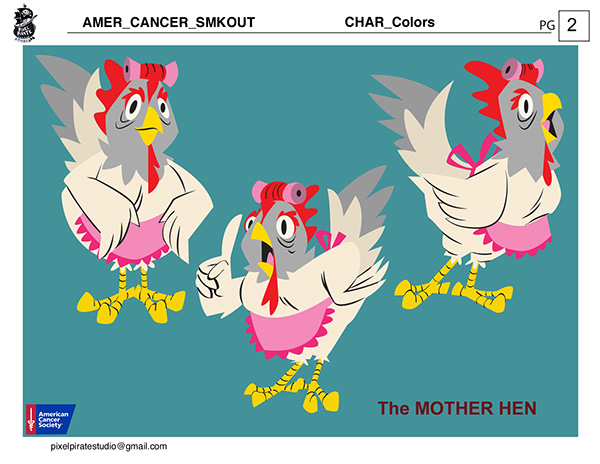 AMER_CANCER_SMKOUT
CHAR_Colors
PG 2
The MOTHER HEN
American
Cancer
Society
pixelpiratestudio@gmail.com